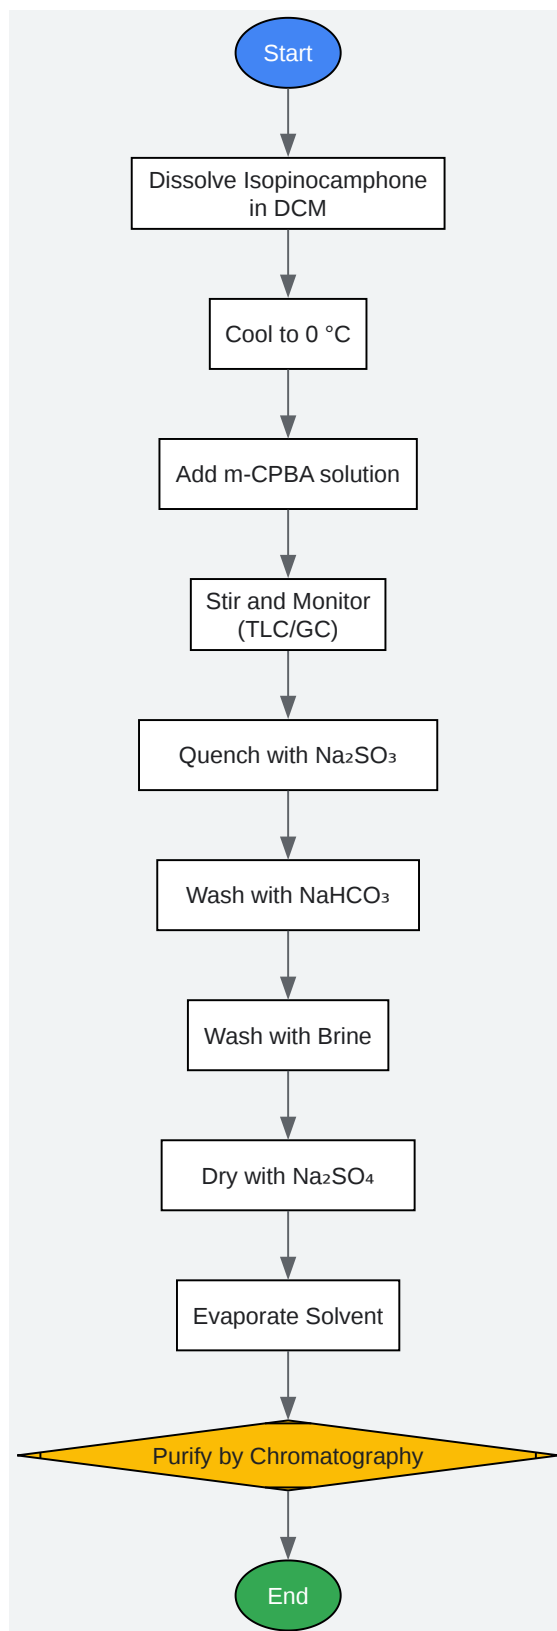 Start
Dissolve Isopinocamphone
in DCM
Cool to 0 °C
Add m-CPBA solution
Stir and Monitor
(TLC/GC)
Quench with Na₂SO₃
Wash with NaHCO₃
Wash with Brine
Dry with Na₂SO₄
Evaporate Solvent
Purify by Chromatography
End